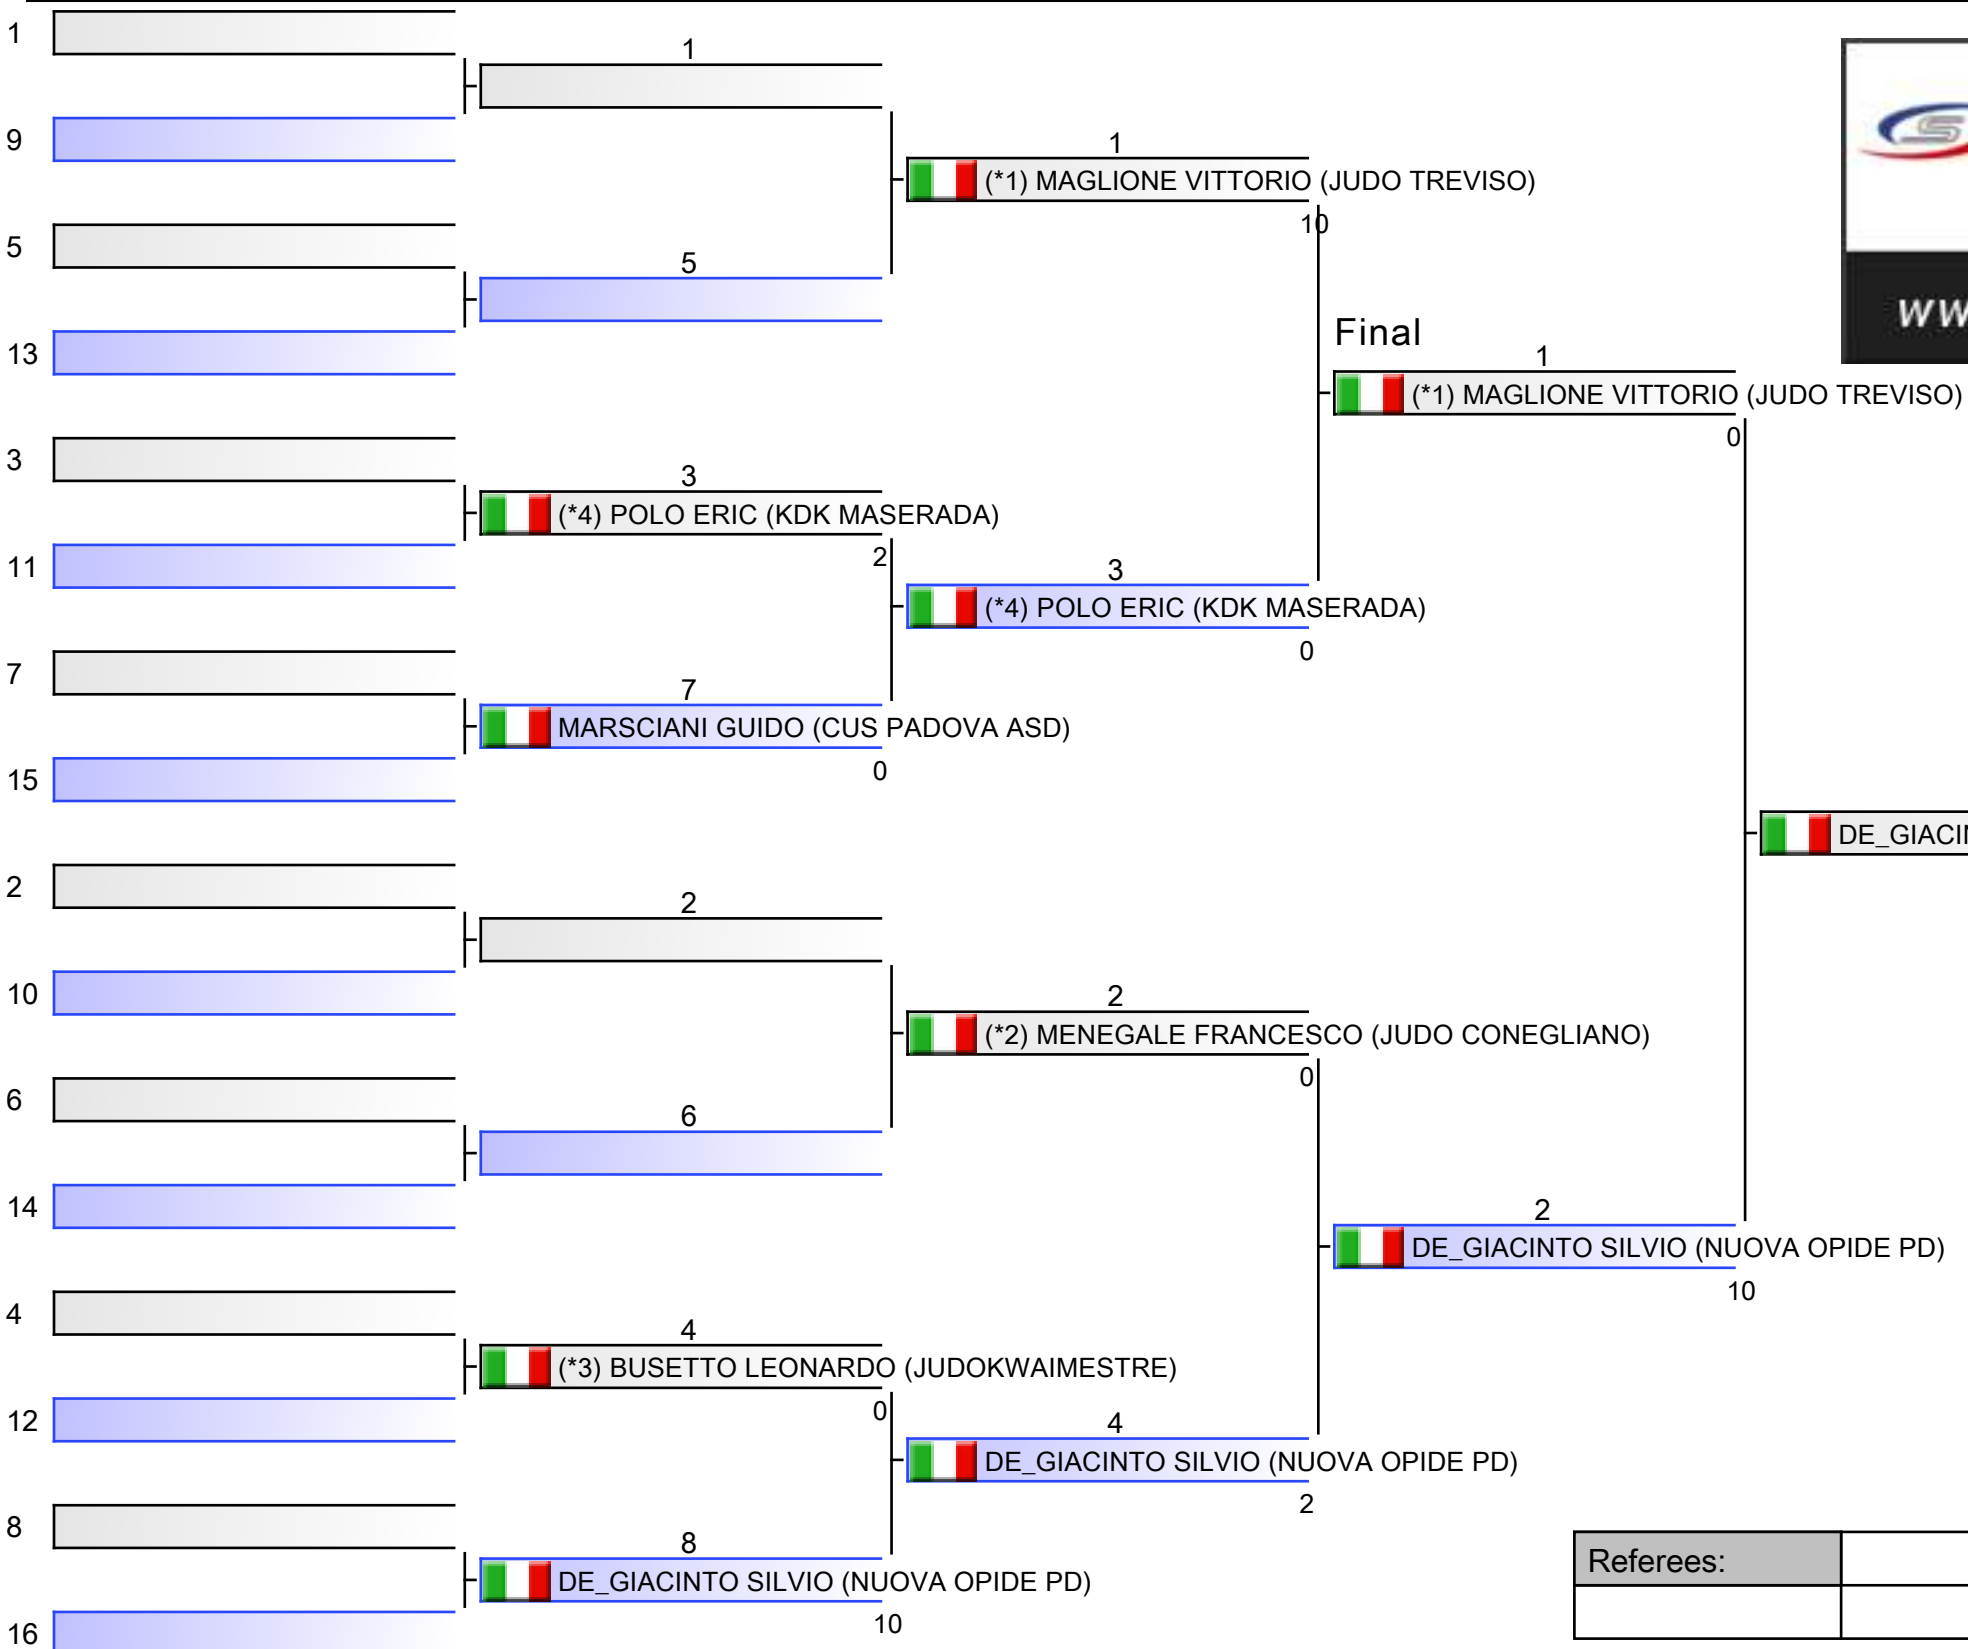 1
9
5
13
3
11
7
15
2
10
6
14
4
12
8
16
1
5
3
(*4) POLO ERIC (KDK MASERADA)
2
7
MARSCIANI GUIDO (CUS PADOVA ASD)
0
2
6
4
(*3) BUSETTO LEONARDO (JUDOKWAIMESTRE)
0
8
DE_GIACINTO SILVIO (NUOVA OPIDE PD)
10
1
(*1) MAGLIONE VITTORIO (JUDO TREVISO)
10
3
(*4) POLO ERIC (KDK MASERADA)
0
2
(*2) MENEGALE FRANCESCO (JUDO CONEGLIANO)
0
4
DE_GIACINTO SILVIO (NUOVA OPIDE PD)
2
Final
1
(*1) MAGLIONE VITTORIO (JUDO TREVISO)
0
2
DE_GIACINTO SILVIO (NUOVA OPIDE PD)
10
S
WW
Referees: